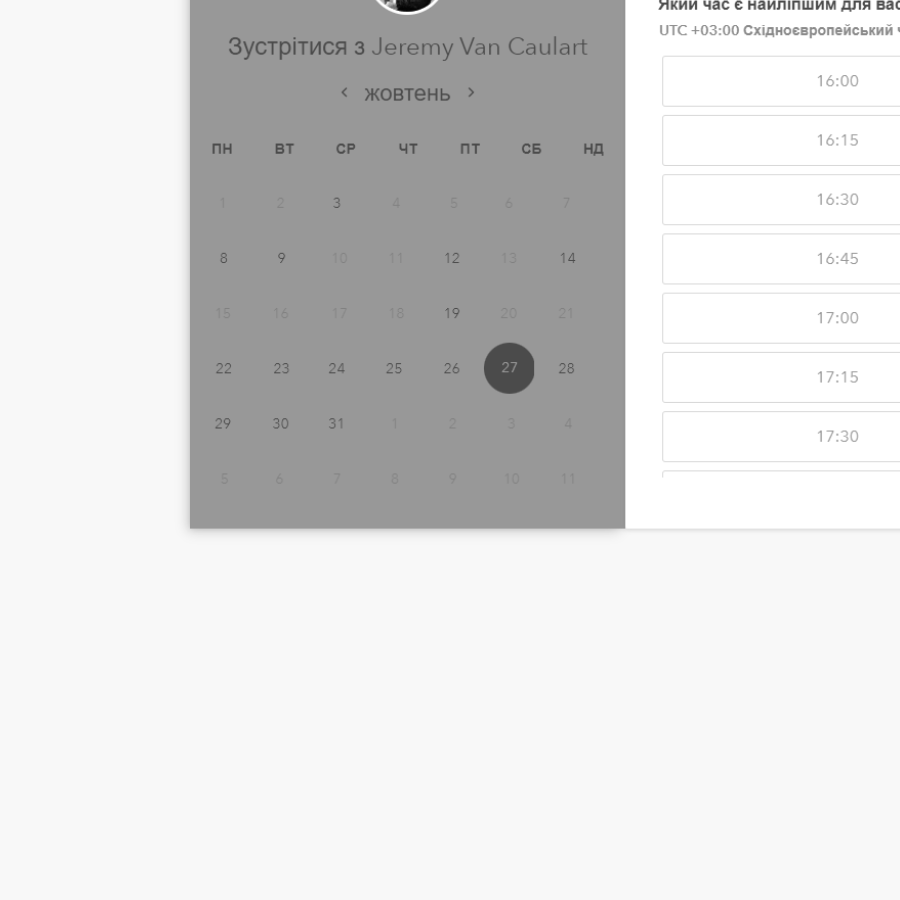 Зустрітися з Jeremy Van Caulart
‹ жовтень ›
ПН ВТ СР ЧТ ПТ СБ НД
1 2 3 4 5 6 7
8 9 10 11 12 13 14
15 16 17 18 19 20 21
22 23 24 25 26 27 28
29 30 31 1 2 3 4
5 6 7 8 9 10 11
Який час є найліпшим для вас
UTC +03:00 Східноєвропейський
16:00
16:15
16:30
16:45
17:00
17:15
17:30